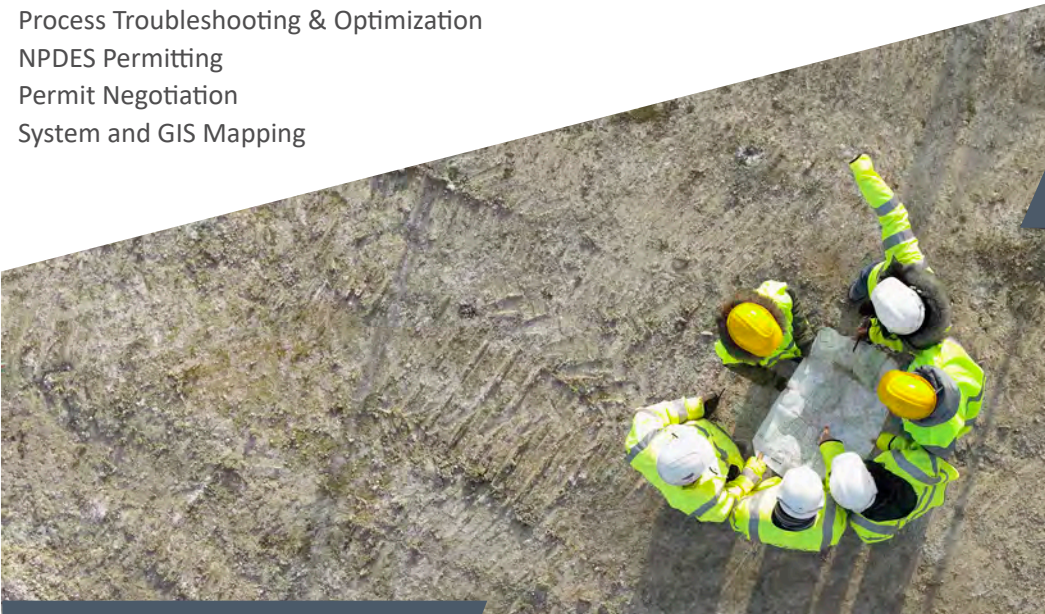 Process Troubleshooting & Optimization
NPDES Permitting
Permit Negotiation
System and GIS Mapping